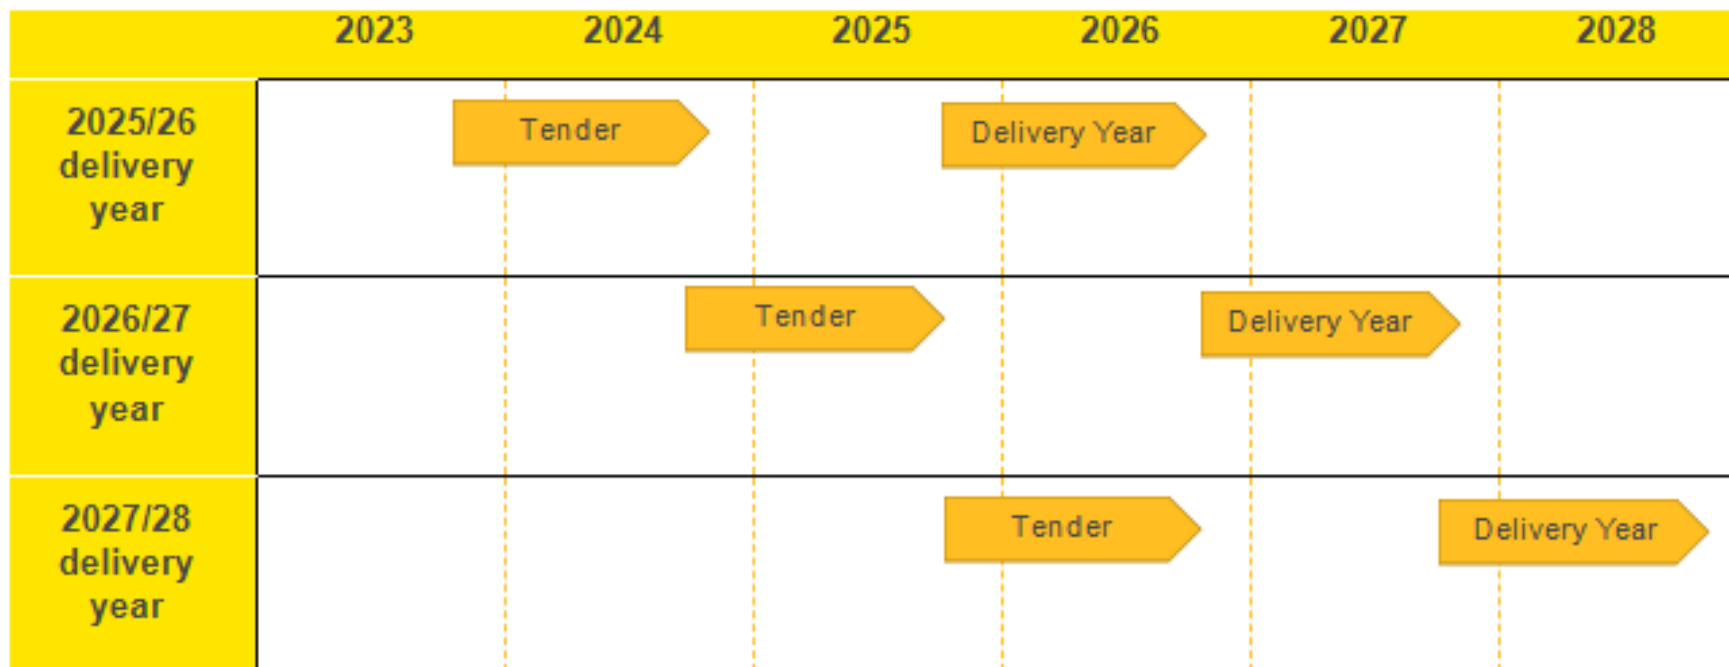 2023 2024 2025 2026 2027 2028
2025/26
delivery
year
Tender
Delivery Year
2026/27
delivery
year
Tender
Delivery Year
2027/28
delivery
year
Tender
Delivery Year